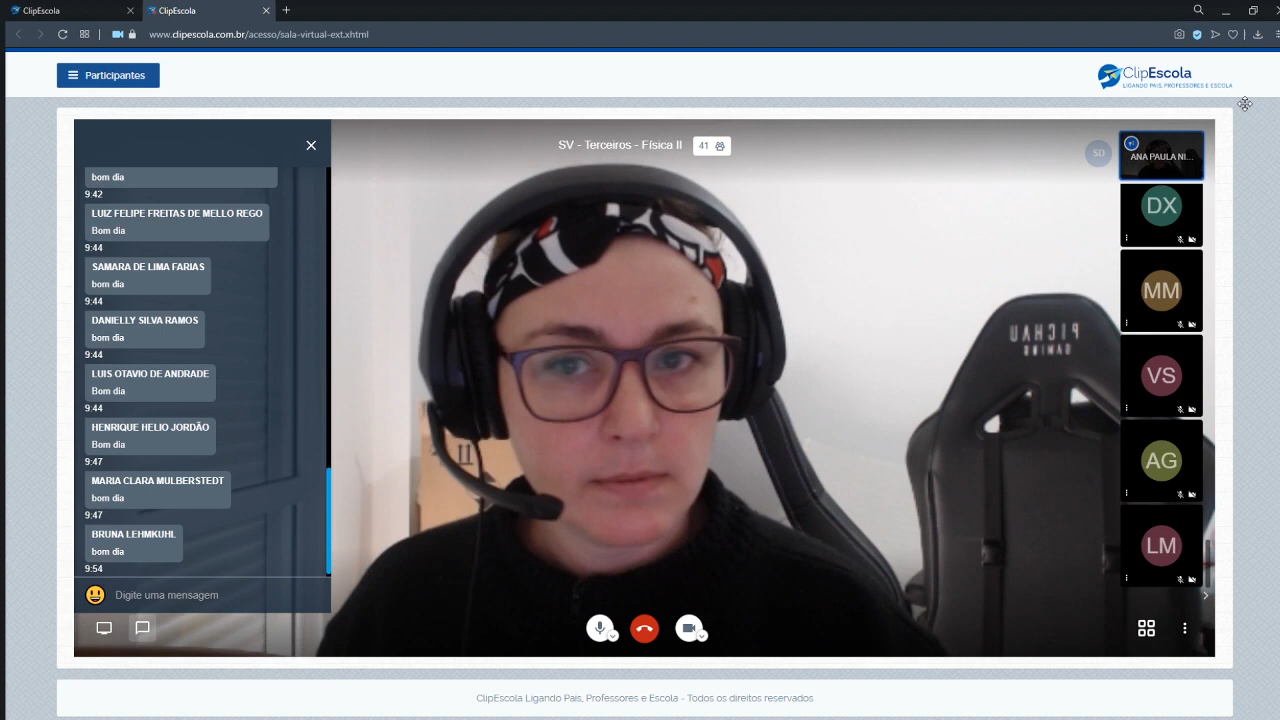 ClipEscola
ClipEscola
www.clipescola.com.br/acesso/sala-virtual-ext.xhtml
Participantes
ClipEscola
LIGANDO PAIS, PROFESSORES E ESCOLA
SV - Terceiros - Física II
41
bom dia
9:42
LUIZ FELIPE FREITAS DE MELLO REGO
Bom dia
9:44
SAMARA DE LIMA FARIAS
bom dia
9:44
DANIELLY SILVA RAMOS
bom dia
9:44
LUIS OTAVIO DE ANDRADE
Bom dia
9:44
HENRIQUE HELIO JORDÃO
Bom dia
9:47
MARIA CLARA MULBERSTEDT
bom dia
9:47
BRUNA LEHMKUHL
bom dia
9:54
Digite uma mensagem
SD
ANA PAULA NI...
DX
MM
VS
AG
LM
PICHAU
GAMING
ClipEscola Ligando Pais, Professores e Escola - Todos os direitos reservados